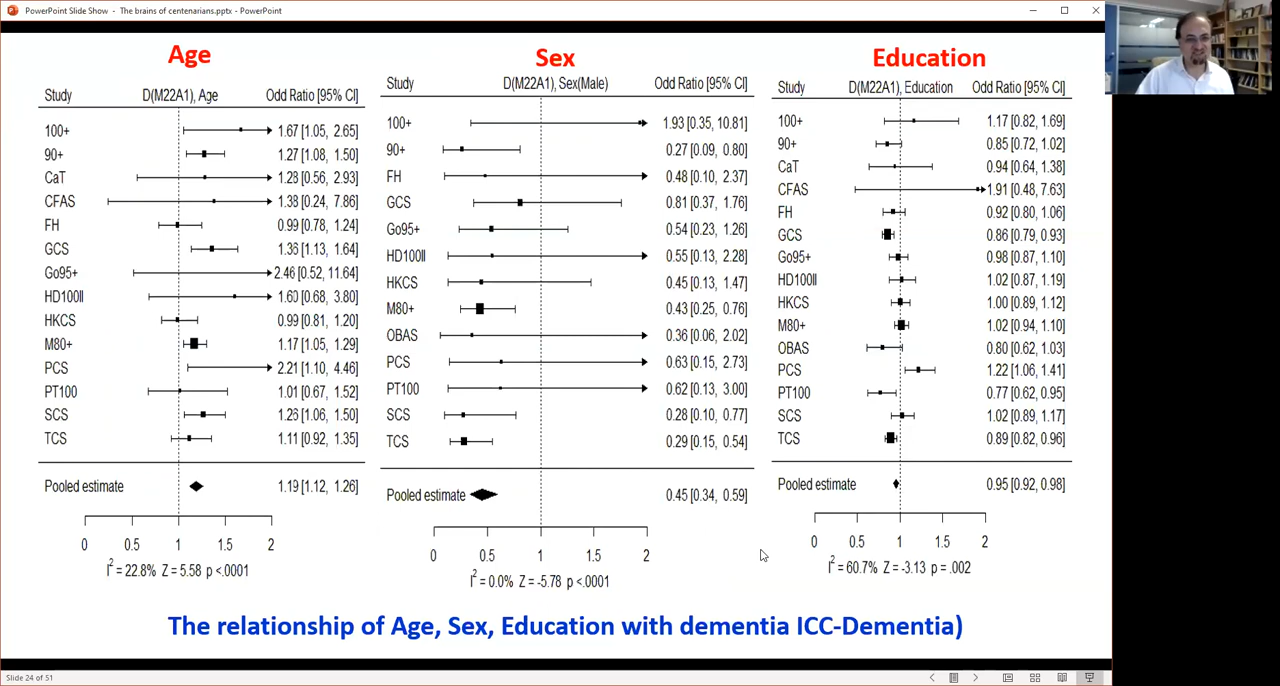 PowerPoint Slide Show - The brains of centenarians.pptx - PowerPoint
Age
Study D(M22A1), Age Odd Ratio [95% CI]
100+ 1.67 [1.05, 2.65]
90+ 1.27 [1.08, 1.50]
CaT 1.28 [0.56, 2.93]
CFAS 1.38 [0.24, 7.86]
FH 0.99 [0.78, 1.24]
GCS 1.36 [1.13, 1.64]
Go95+ 2.46 [0.52, 11.64]
HD100II 1.60 [0.68, 3.80]
HKCS 0.99 [0.81, 1.20]
M80+ 1.17 [1.05, 1.29]
PCS 2.21 [1.10, 4.46]
PT100 1.01 [0.67, 1.52]
SCS 1.26 [1.06, 1.50]
TCS 1.11 [0.92, 1.35]
Pooled estimate 1.19 [1.12, 1.26]
0 0.5 1 1.5 2
I² = 22.8% Z = 5.58 p <.0001
Sex
Study D(M22A1), Sex(Male) Odd Ratio [95% CI]
100+ 1.93 [0.35, 10.81]
90+ 0.27 [0.09, 0.80]
FH 0.48 [0.10, 2.37]
GCS 0.81 [0.37, 1.76]
Go95+ 0.54 [0.23, 1.26]
HD100II 0.55 [0.13, 2.28]
HKCS 0.45 [0.13, 1.47]
M80+ 0.43 [0.25, 0.76]
OBAS 0.36 [0.06, 2.02]
PCS 0.63 [0.15, 2.73]
PT100 0.62 [0.13, 3.00]
SCS 0.28 [0.10, 0.77]
TCS 0.29 [0.15, 0.54]
Pooled estimate 0.45 [0.34, 0.59]
0 0.5 1 1.5 2
I² = 0.0% Z = -5.78 p <.0001
Education
Study D(M22A1), Education Odd Ratio [95% CI]
100+ 1.17 [0.82, 1.69]
90+ 0.85 [0.72, 1.02]
CaT 0.94 [0.64, 1.38]
CFAS 1.91 [0.48, 7.63]
FH 0.92 [0.80, 1.06]
GCS 0.86 [0.79, 0.93]
Go95+ 0.98 [0.87, 1.10]
HD100II 1.02 [0.87, 1.19]
HKCS 1.00 [0.89, 1.12]
M80+ 1.02 [0.94, 1.10]
OBAS 0.80 [0.62, 1.03]
PCS 1.22 [1.06, 1.41]
PT100 0.77 [0.62, 0.95]
SCS 1.02 [0.89, 1.17]
TCS 0.89 [0.82, 0.96]
Pooled estimate 0.95 [0.92, 0.98]
0 0.5 1 1.5 2
I² = 60.7% Z = -3.13 p = .002
The relationship of Age, Sex, Education with dementia ICC-Dementia)
Slide 24 of 51